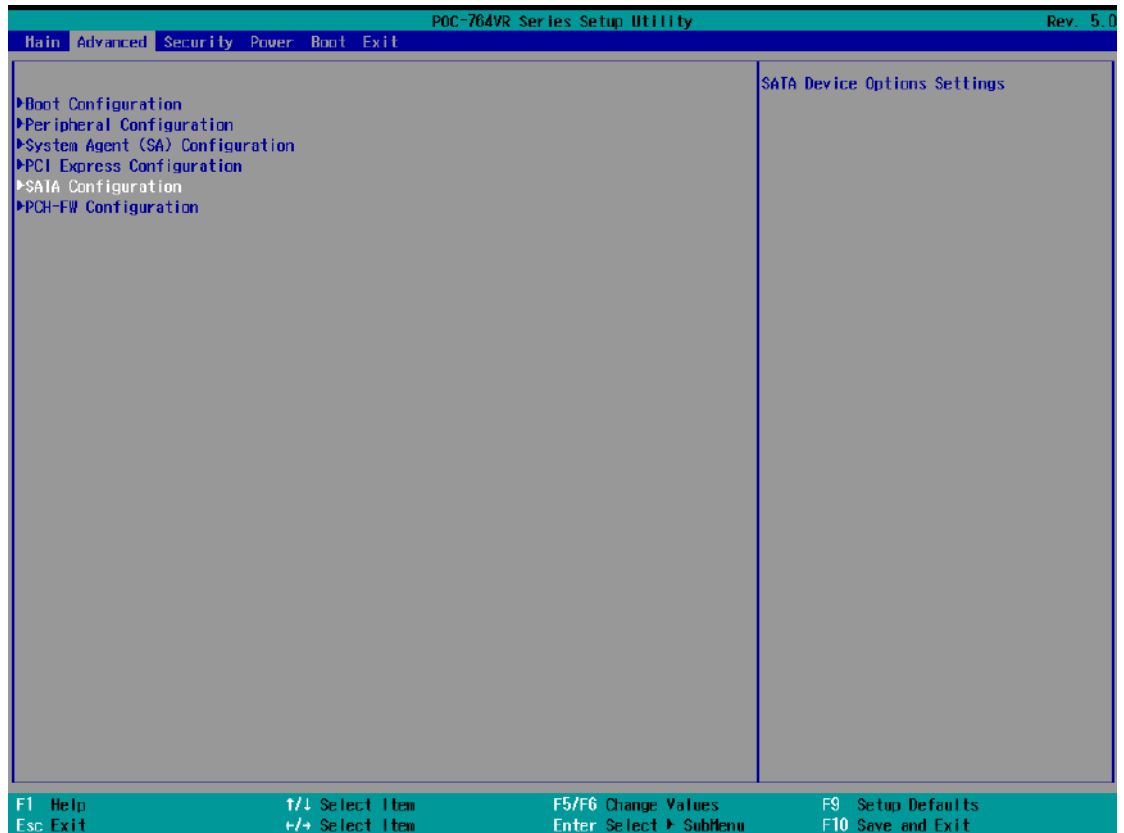 POC-764VR Series Setup Utility Rev. 5.0
Main Advanced Security Power Boot Exit
SATA Device Options Settings
▶Boot Configuration
▶Peripheral Configuration
▶System Agent (SA) Configuration
▶PCI Express Configuration
▶SATA Configuration
▶PCH-FW Configuration
F1 Help ↑/↓ Select Item F5/F6 Change Values F9 Setup Defaults
Esc Exit ←/→ Select Item Enter Select ▶ SubMenu F10 Save and Exit